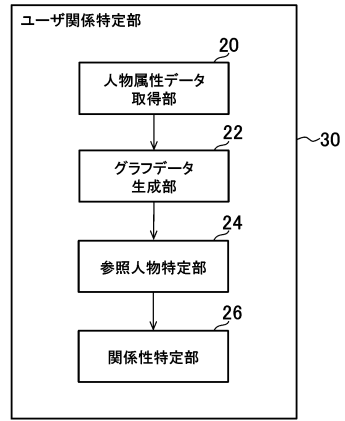 ユーザ関係特定部
20
人物属性データ
取得部
30
22
グラフデータ
生成部
24
参照人物特定部
26
関係性特定部